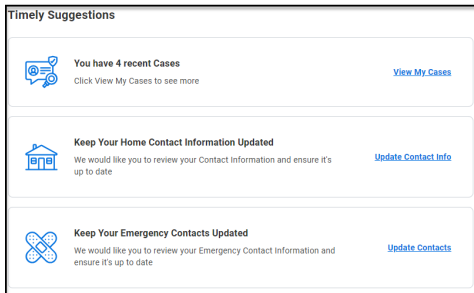 Timely Suggestions
You have 4 recent Cases
Click View My Cases to see more
View My Cases
Keep Your Home Contact Information Updated
We would like you to review your Contact Information and ensure it's
up to date
Update Contact Info
Keep Your Emergency Contacts Updated
We would like you to review your Emergency Contact Information and
ensure it's up to date
Update Contacts